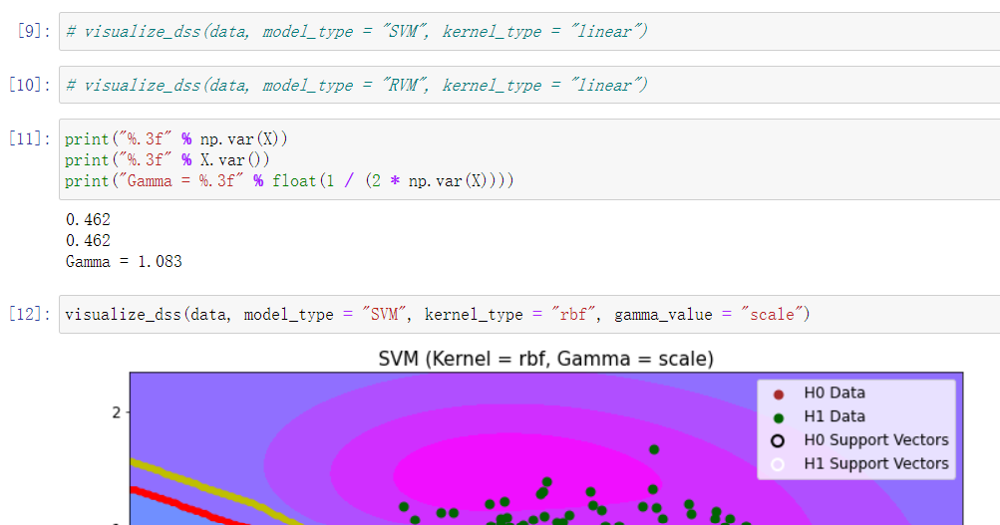 [9]: # visualize_dss(data, model_type = "SVM", kernel_type = "linear")
[10]: # visualize_dss(data, model_type = "RVM", kernel_type = "linear")
[11]: print("%.3f" % np.var(X))
print("%.3f" % X.var())
print("Gamma = %.3f" % float(1 / (2 * np.var(X))))
0.462
0.462
Gamma = 1.083
[12]: visualize_dss(data, model_type = "SVM", kernel_type = "rbf", gamma_value = "scale")
SVM (Kernel = rbf, Gamma = scale)
H0 Data
2
H1 Data
H0 Support Vectors
H1 Support Vectors